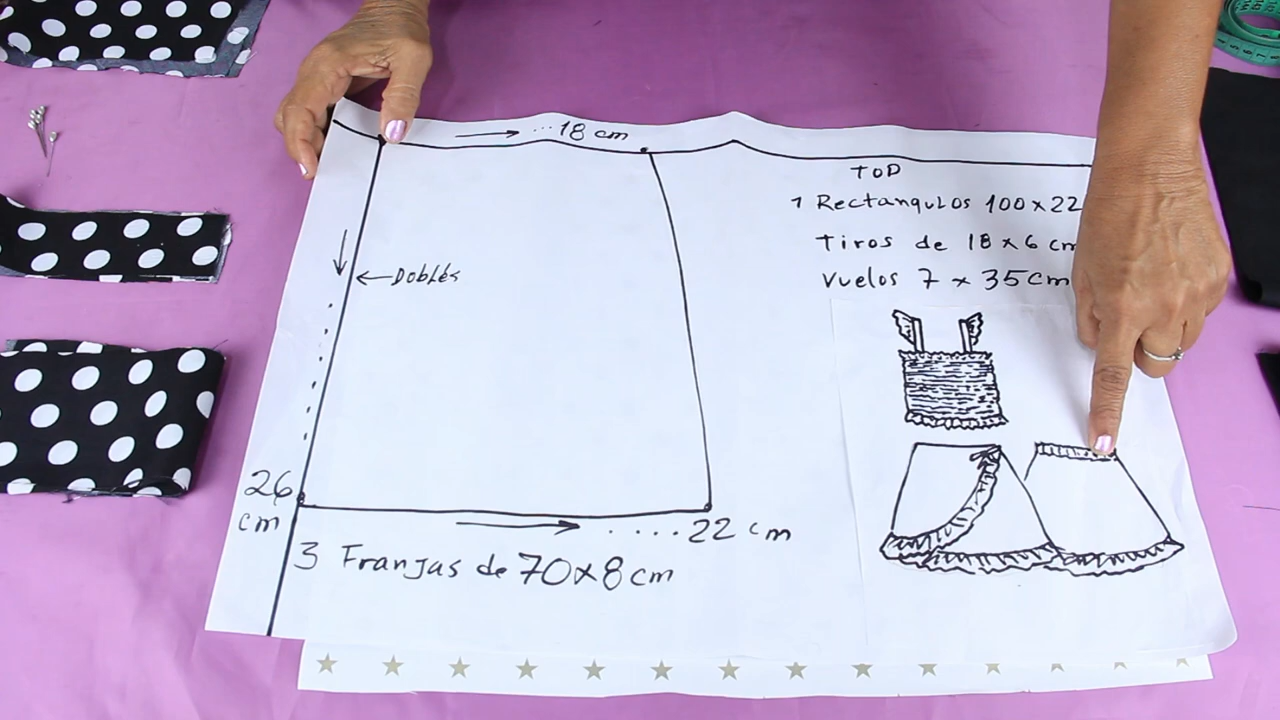 ...18 cm
TOP
1 Rectangulos 100x22
Tiros de 18x6 cm
Vuelos 7 x 35cm
Doblés
26
cm
.....22 cm
3 Franjas de 70x8 cm